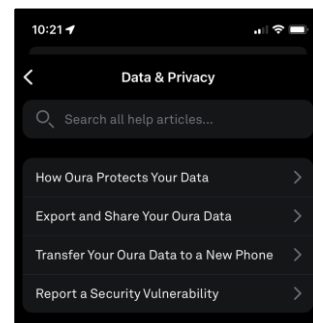 10:21
Data & Privacy
Search all help articles...
How Oura Protects Your Data
Export and Share Your Oura Data
Transfer Your Oura Data to a New Phone
Report a Security Vulnerability